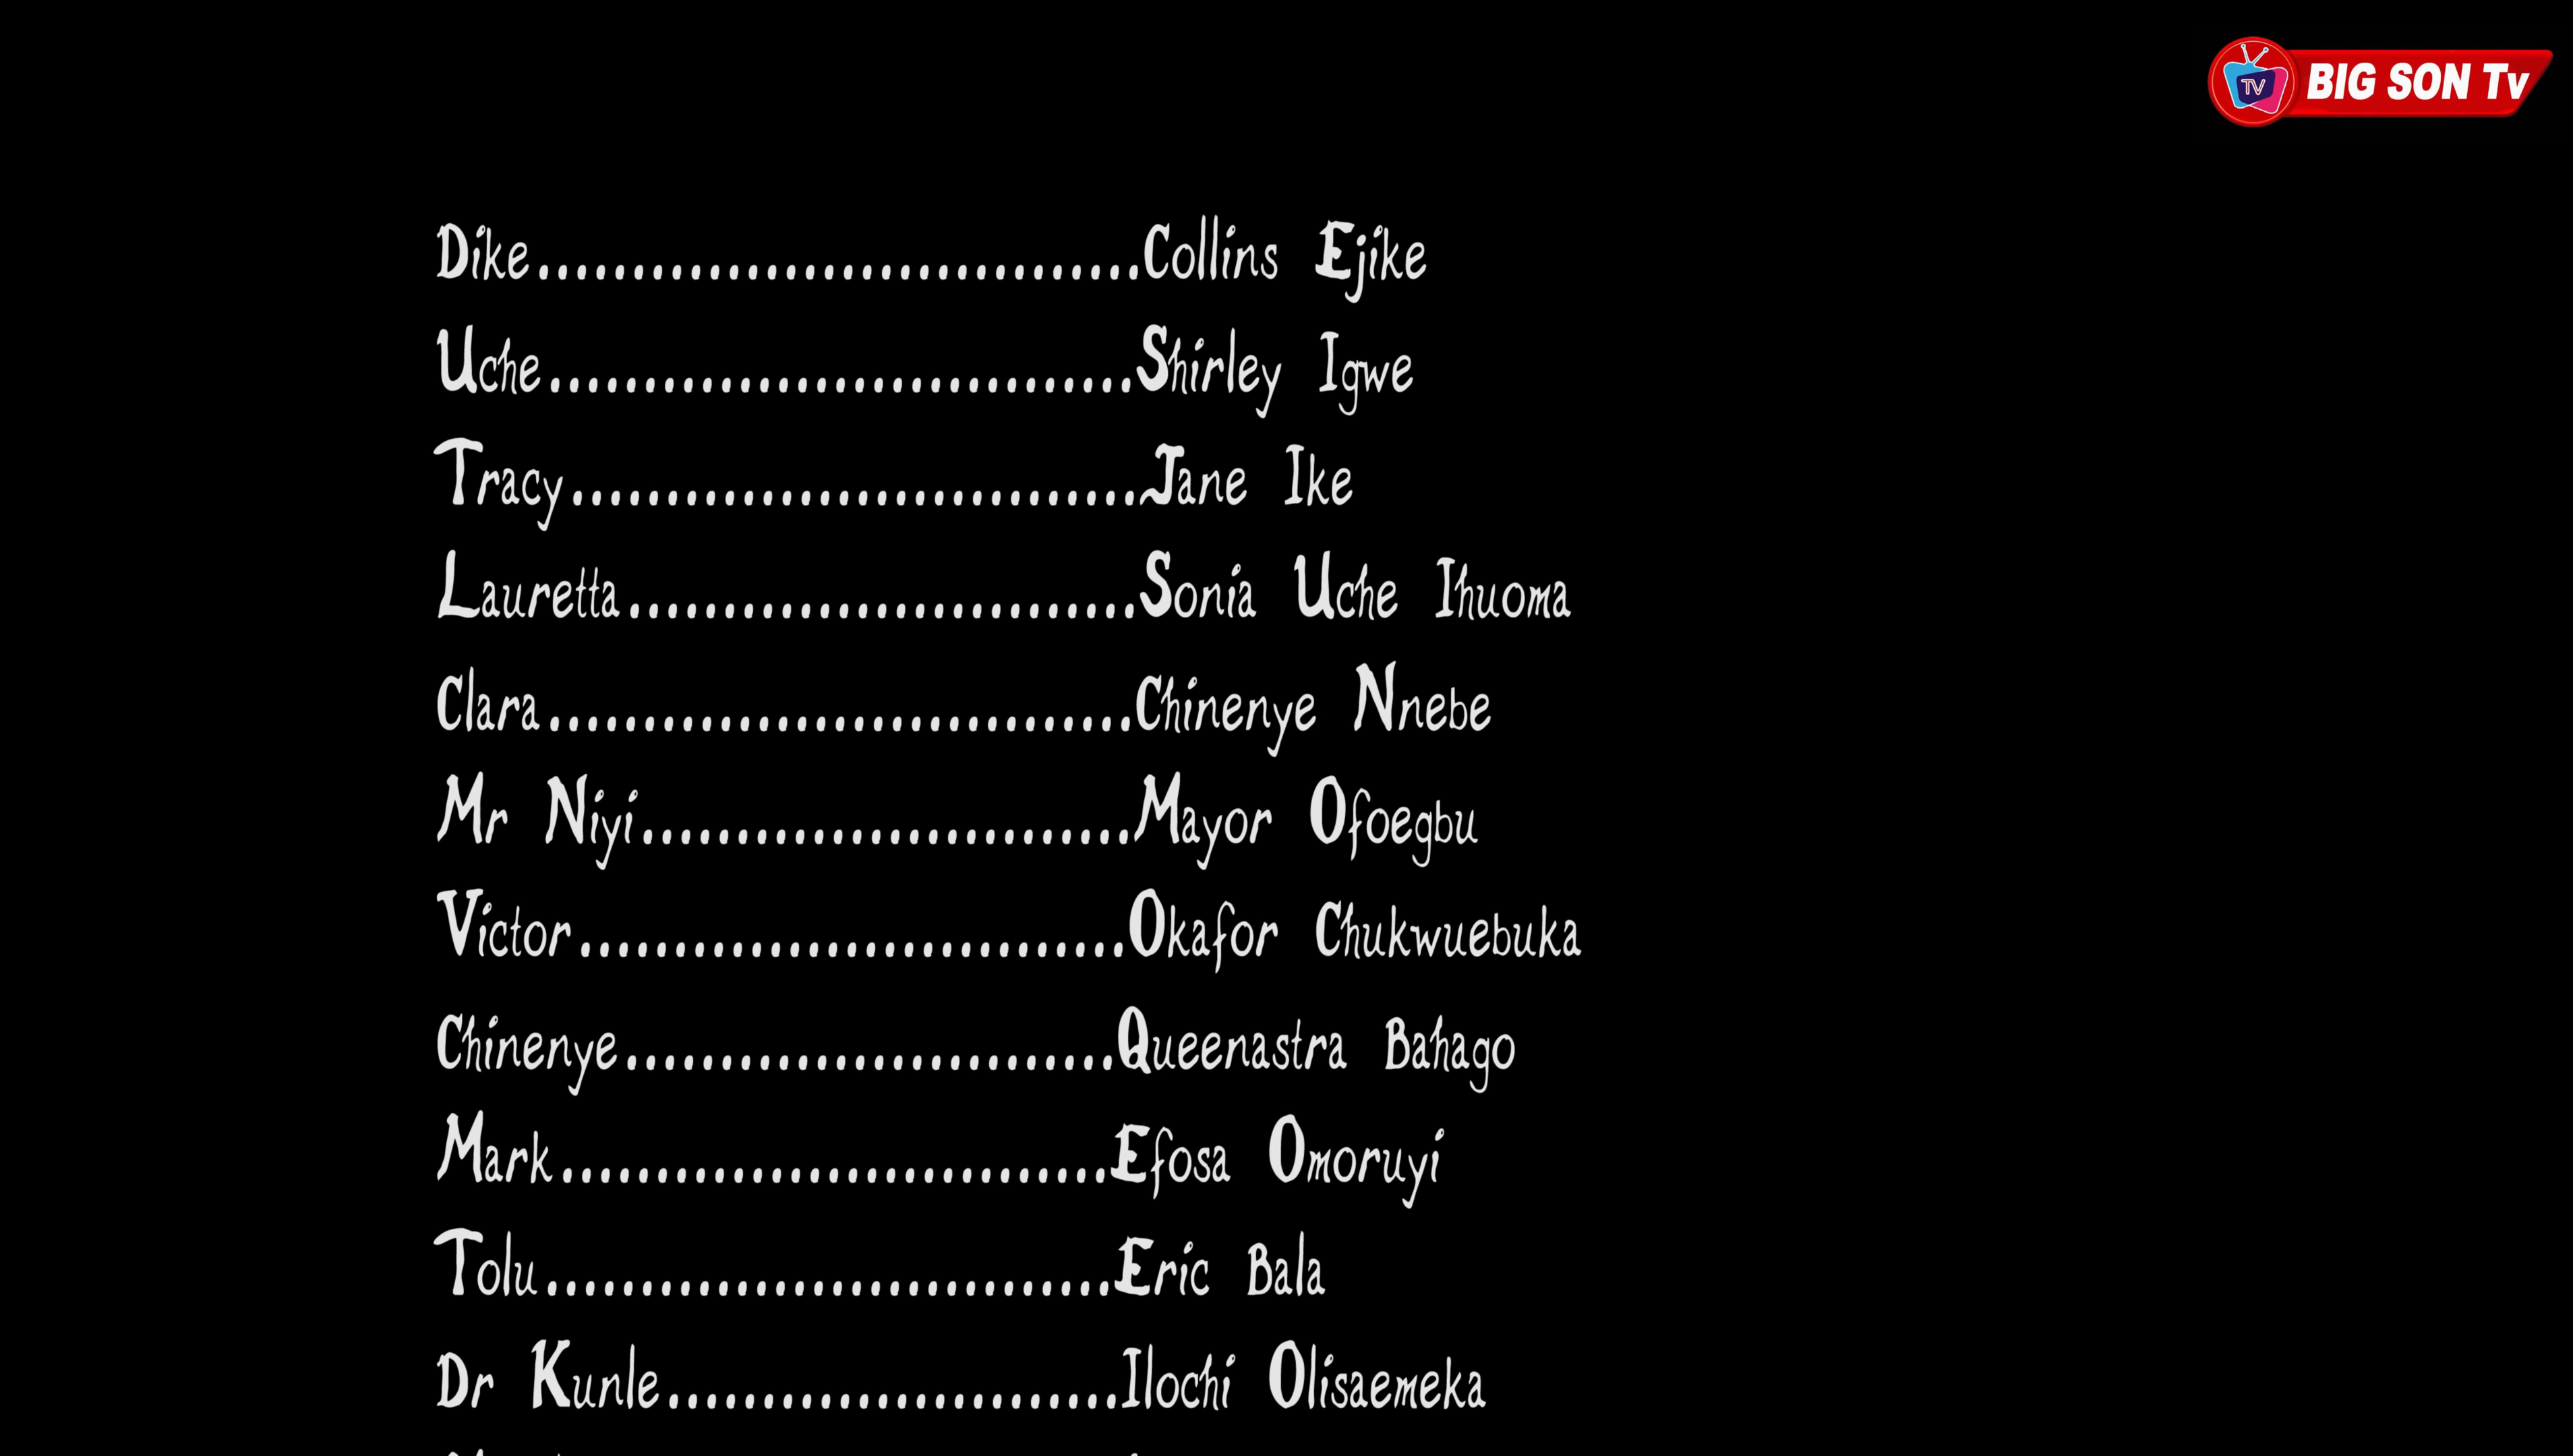 TV BIG SON Tv
Dike................................Collins Ejike
Uche...............................Shirley Igwe
Tracy..............................Jane Ike
Lauretta...........................Sonia Uche Ihuoma
Clara...............................Chinenye Nnebe
Mr Niyi..........................Mayor Ofoegbu
Victor.............................Okafor Chukwuebuka
Chinenye..........................Queenastra Bahago
Mark.............................Efosa Omoruyi
Tolu..............................Eric Bala
Dr Kunle........................Ilochi Olisaemeka